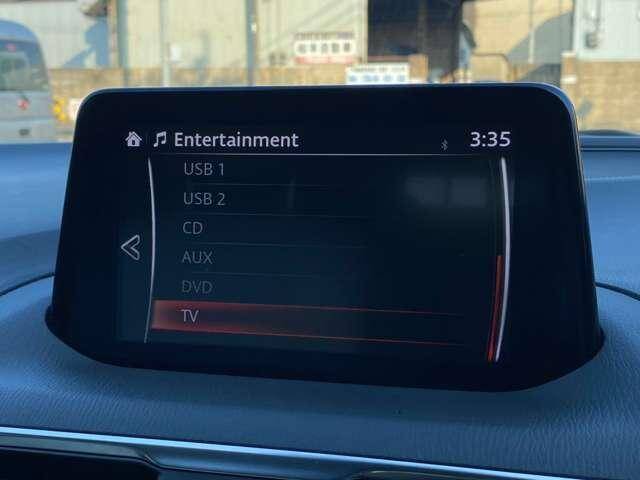 Entertainment 3:35
USB 1
USB 2
CD
AUX
DVD
TV